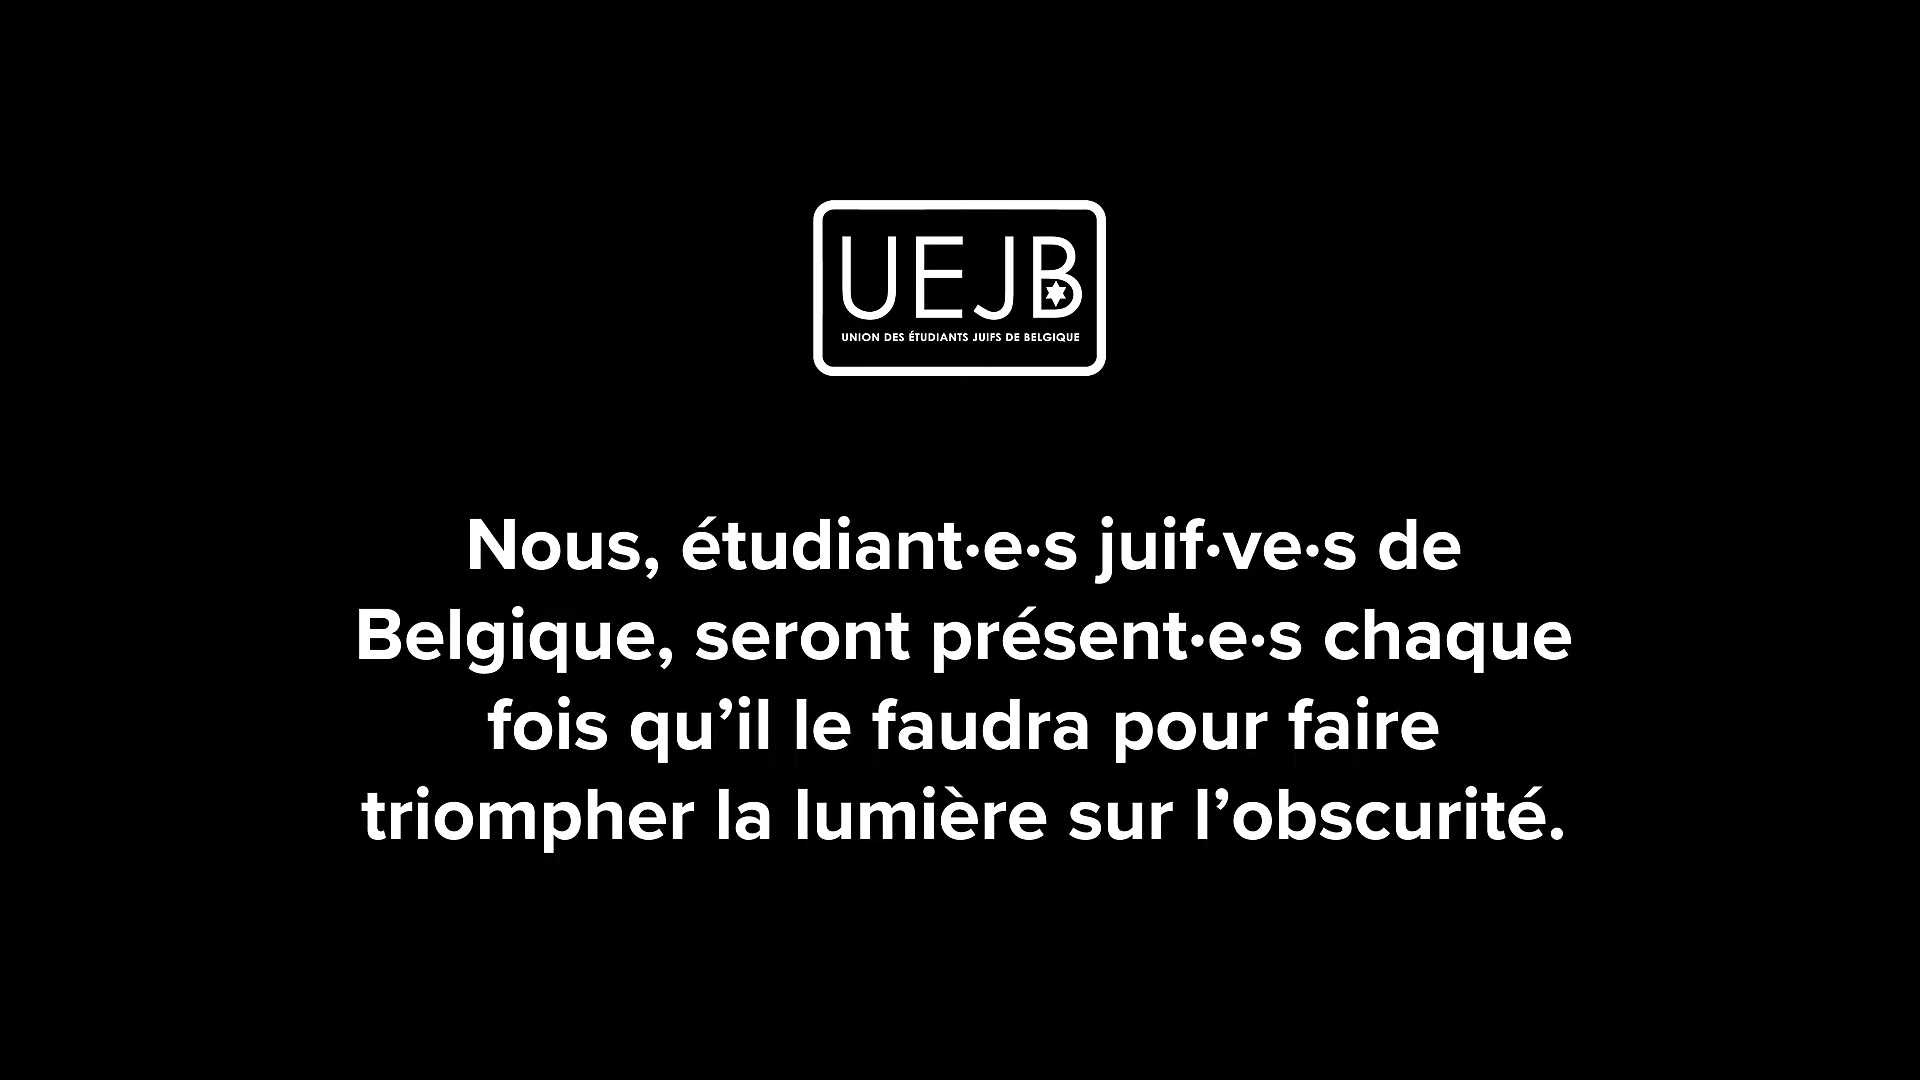 UEJB
UNION DES ÉTUDIANTS JUIFS DE BELGIQUE
Nous, étudiant·e·s juif·ve·s de
Belgique, seront présent·e·s chaque
fois qu’il le faudra pour faire
triompher la lumière sur l’obscurité.